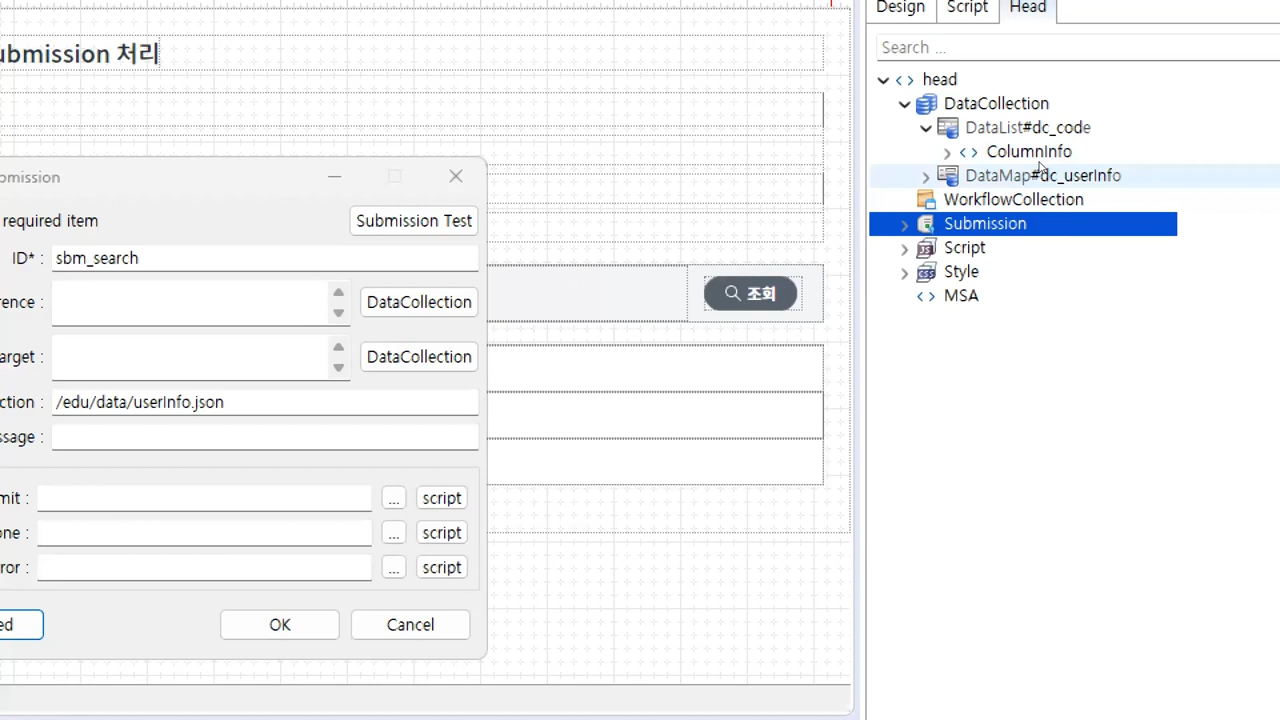 Design Script Head
ubmission 처리
Search ...
head
DataCollection
DataList#dc_code
ColumnInfo
DataMap#dc_userInfo
WorkflowCollection
Submission
Script
Style
MSA
bmission
required item
Submission Test
ID* :
sbm_search
rence :
DataCollection
arget :
DataCollection
ction :
/edu/data/userInfo.json
ssage :
mit :
...
script
one :
...
script
ror :
...
script
ed
OK
Cancel
조회